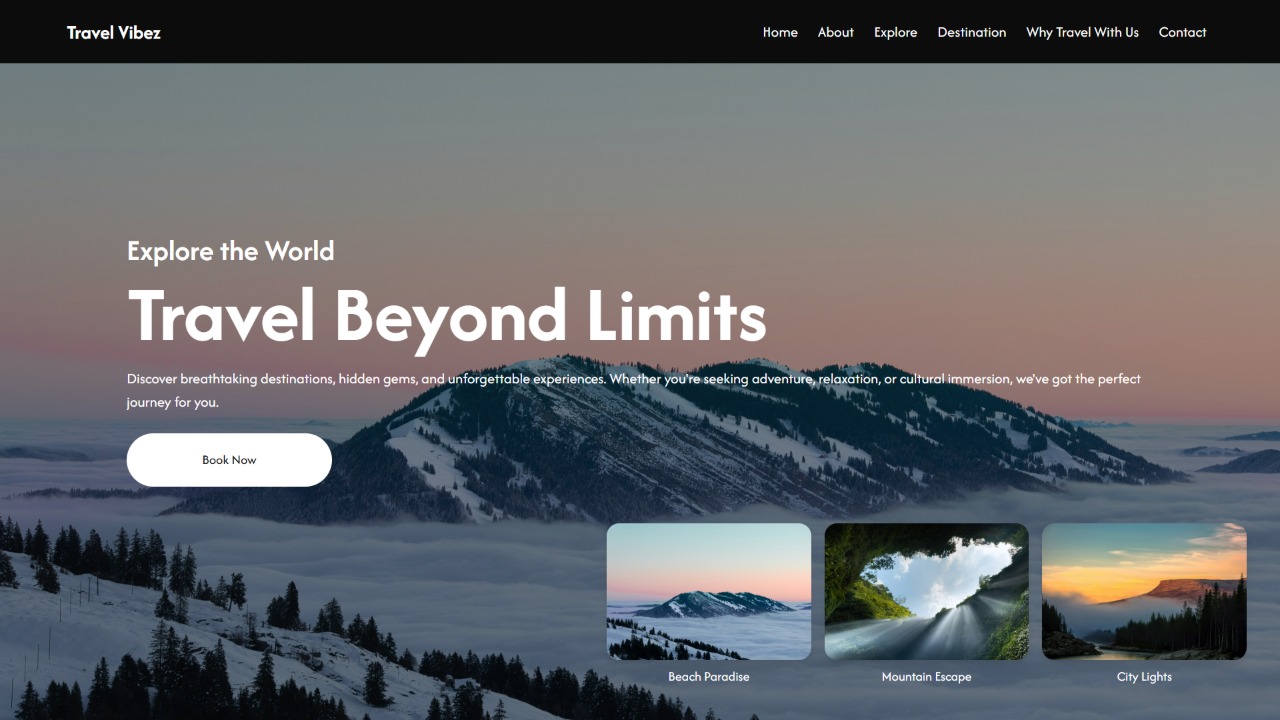 Travel Vibez
Home About Explore Destination Why Travel With Us Contact
Explore the World
Travel Beyond Limits
Discover breathtaking destinations, hidden gems, and unforgettable experiences. Whether you're seeking adventure, relaxation, or cultural immersion, we've got the perfect
journey for you.
Book Now
Beach Paradise
Mountain Escape
City Lights